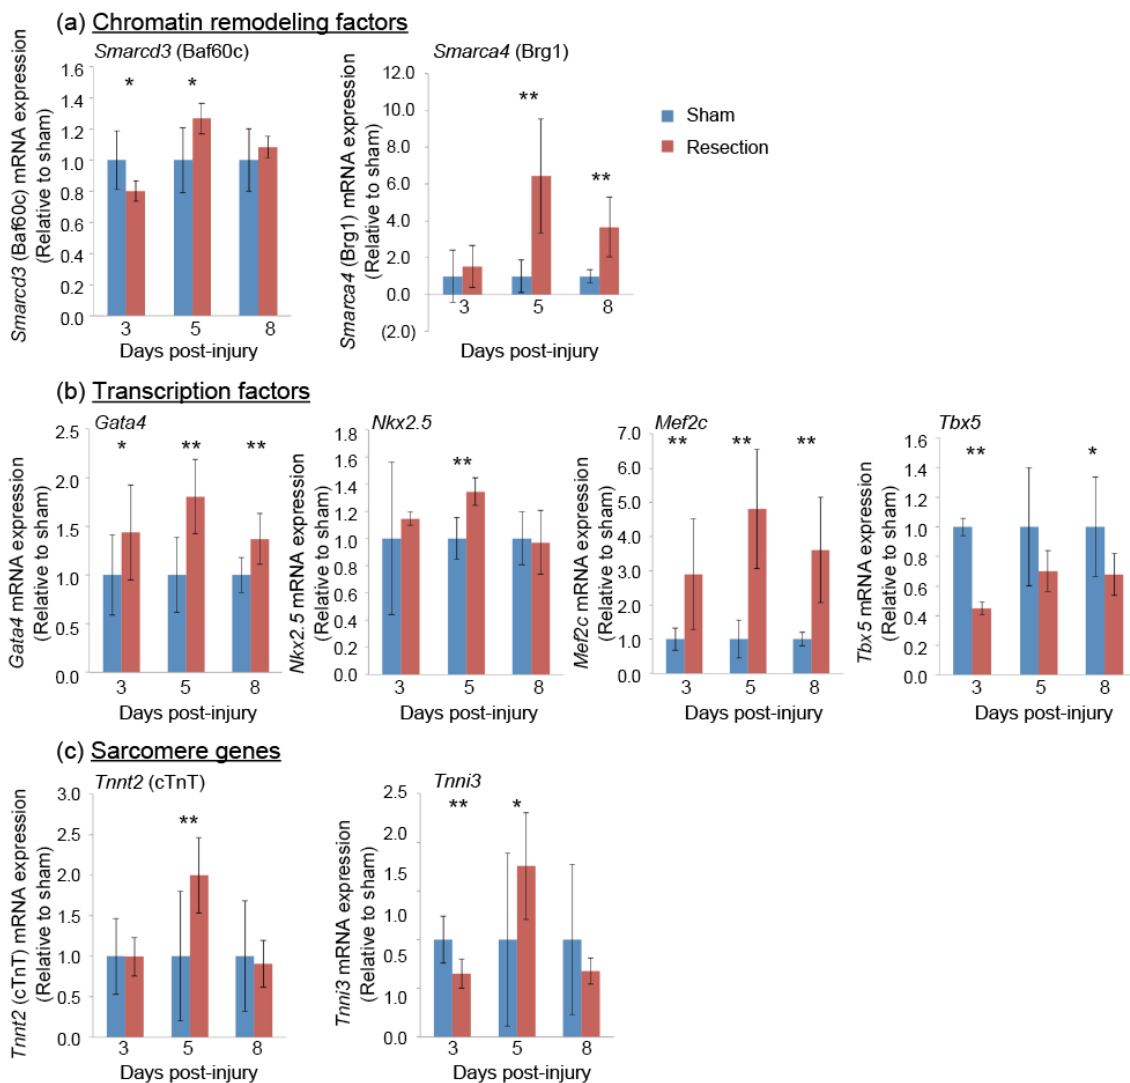 (a) Chromatin remodeling factors
Smarcd3 (Baf60c)
Smarcd3 (Baf60c) mRNA expression
(Relative to sham)
1.6
1.4
1.2
1.0
0.8
0.6
0.4
0.2
0.0
* *
3 5 8
Days post-injury
Smarca4 (Brg1)
Smarca4 (Brg1) mRNA expression
(Relative to sham)
12.0
10.0
8.0
6.0
4.0
2.0
0.0
(2.0)
** **
3 5 8
Days post-injury
Sham
Resection
(b) Transcription factors
Gata4
Gata4 mRNA expression
(Relative to sham)
2.5
2.0
1.5
1.0
0.5
0.0
* ** **
3 5 8
Days post-injury
Nkx2.5
Nkx2.5 mRNA expression
(Relative to sham)
1.8
1.6
1.4
1.2
1.0
0.8
0.6
0.4
0.2
0.0
**
3 5 8
Days post-injury
Mef2c
Mef2c mRNA expression
(Relative to sham)
7.0
6.0
5.0
4.0
3.0
2.0
1.0
0.0
** ** **
3 5 8
Days post-injury
Tbx5
Tbx5 mRNA expression
(Relative to sham)
1.6
1.4
1.2
1.0
0.8
0.6
0.4
0.2
0.0
** *
3 5 8
Days post-injury
(c) Sarcomere genes
Tnnt2 (cTnT)
Tnnt2 (cTnT) mRNA expression
(Relative to sham)
3.0
2.5
2.0
1.5
1.0
0.5
0.0
**
3 5 8
Days post-injury
Tnni3
Tnni3 mRNA expression
(Relative to sham)
2.5
2.0
1.5
1.0
0.5
1.0
0.0
** *
3 5 8
Days post-injury